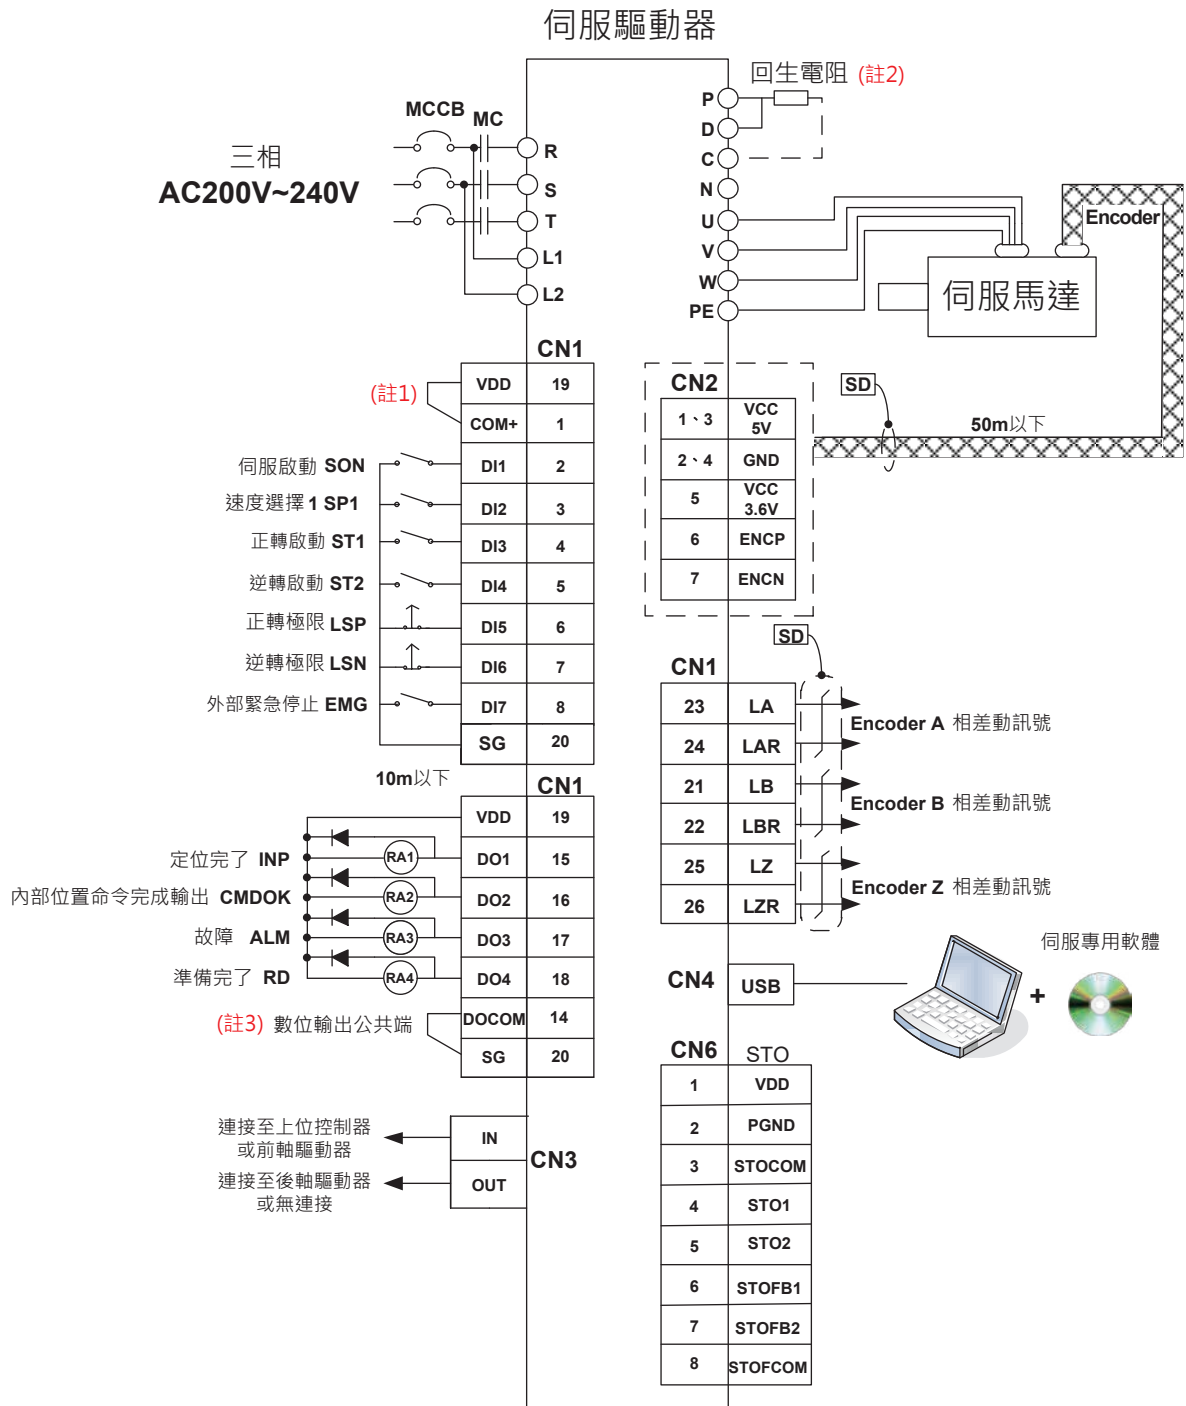 伺服驅動器
MCCB
MC
三相
AC200V~240V
R
S
T
L1
L2
回生電阻 (註2)
P
D
C
N
U
V
W
PE
Encoder
伺服馬達
SD
50m以下
CN1
(註1)
VDD 19
COM+ 1
伺服啟動 SON DI1 2
速度選擇 1 SP1 DI2 3
正轉啟動 ST1 DI3 4
逆轉啟動 ST2 DI4 5
正轉極限 LSP DI5 6
逆轉極限 LSN DI6 7
外部緊急停止 EMG DI7 8
SG 20
10m以下
CN1
VDD 19
定位完了 INP RA1 DO1 15
內部位置命令完成輸出 CMDOK RA2 DO2 16
故障 ALM RA3 DO3 17
準備完了 RD RA4 DO4 18
(註3) 數位輸出公共端 DOCOM 14
SG 20
連接至上位控制器
或前軸驅動器
IN
CN3
連接至後軸驅動器
或無連接
OUT
CN2
1、3 VCC 5V
2、4 GND
5 VCC 3.6V
6 ENCP
7 ENCN
SD
CN1
23 LA
24 LAR
Encoder A 相差動訊號
21 LB
22 LBR
Encoder B 相差動訊號
25 LZ
26 LZR
Encoder Z 相差動訊號
CN4 USB
+
伺服專用軟體
CN6 STO
1 VDD
2 PGND
3 STOCOM
4 STO1
5 STO2
6 STOFB1
7 STOFB2
8 STOFCOM